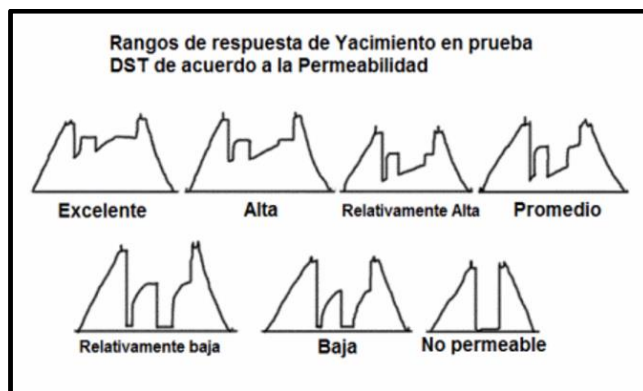 Rangos de respuesta de Yacimiento en prueba
DST de acuerdo a la Permeabilidad
Excelente
Alta
Relativamente Alta
Promedio
Relativamente baja
Baja
No permeable